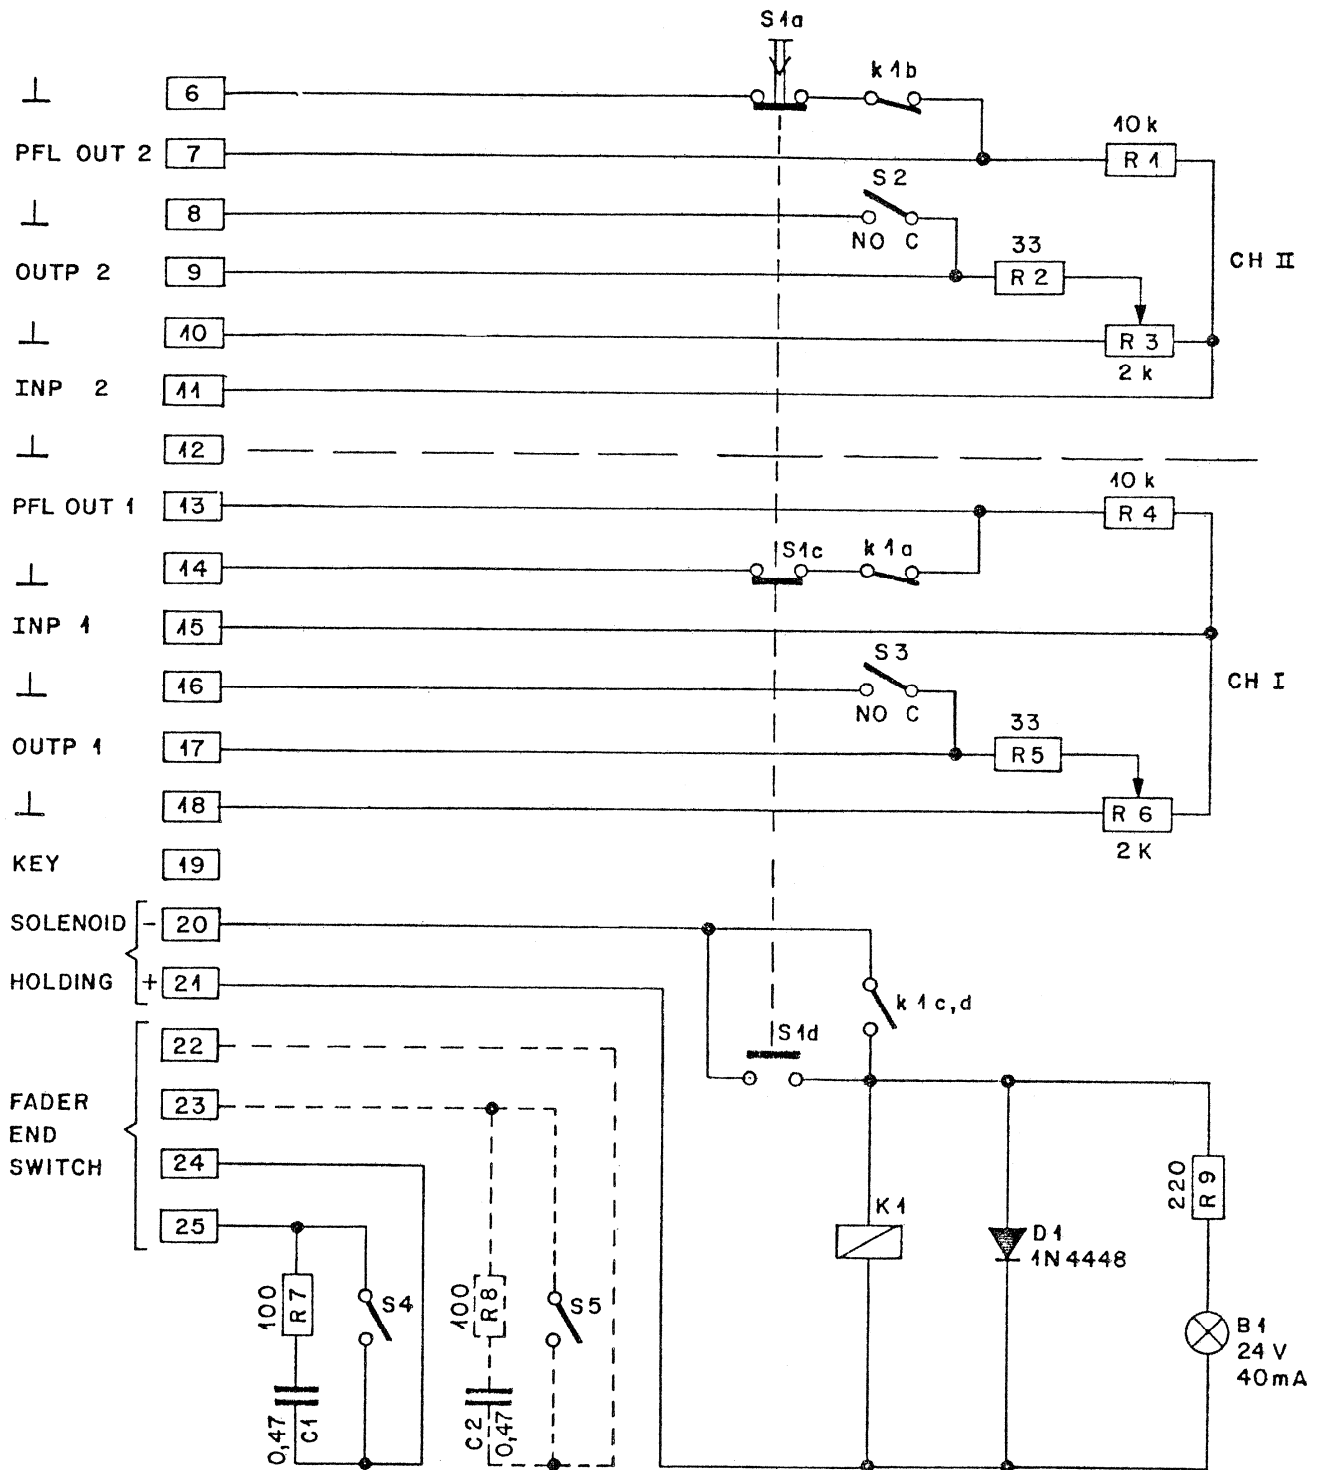 S1a
⊥ 6 k1b
10k
PFL OUT 2 7 R1
S2
⊥ 8
NO C
33
OUTP 2 9 R2 CH II
⊥ 10 R3
2k
INP 2 11
⊥ 12
10k
PFL OUT 1 13 R4
S1c k1a
⊥ 14
INP 1 15
S3
⊥ 16 CH I
NO C
33
OUTP 1 17 R5
⊥ 18 R6
2K
KEY 19
SOLENOID - 20
HOLDING + 21
k1c,d
S1d
22
FADER 23
END
SWITCH 24
220 R9
K1
25
D1
1N4448
100 R7
S4
100 R8
S5
B1
24V
40mA
0,47 C1
C2 0,47